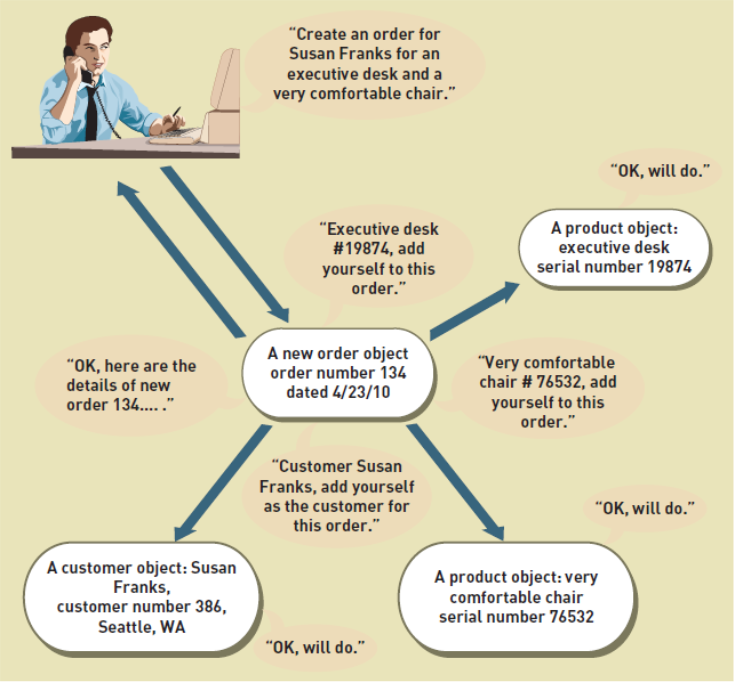 “Create an order for
Susan Franks for an
executive desk and a
very comfortable chair.”
“OK, will do.”
“Executive desk
#19874, add
yourself to this
order.”
A product object:
executive desk
serial number 19874
“OK, here are the
details of new
order 134.... .”
A new order object
order number 134
dated 4/23/10
“Very comfortable
chair # 76532, add
yourself to this
order.”
“Customer Susan
Franks, add yourself
as the customer for
this order.”
“OK, will do.”
A customer object: Susan
Franks,
customer number 386,
Seattle, WA
A product object: very
comfortable chair
serial number 76532
“OK, will do.”